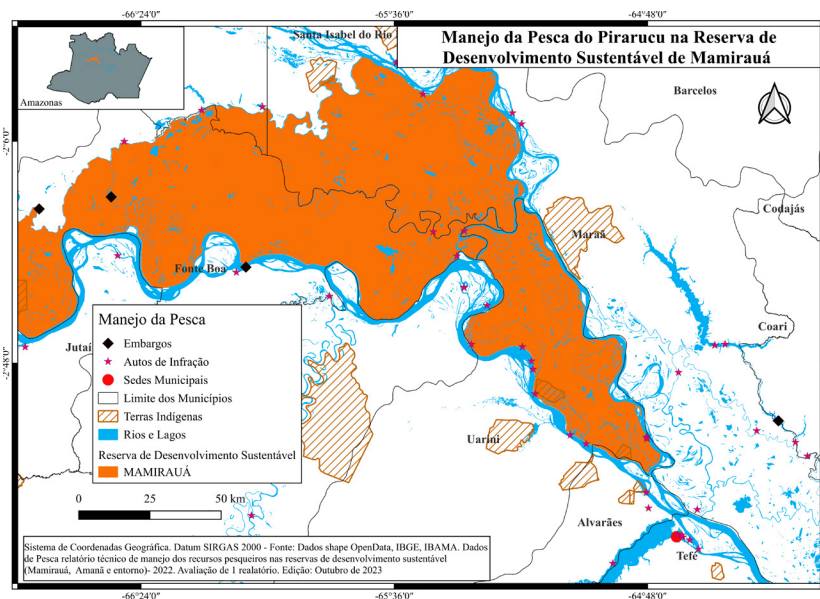 -66°24'0"
-65°36'0"
-64°48'0"
Santa Isabel do Rio
Manejo da Pesca do Pirarucu na Reserva de
Desenvolvimento Sustentável de Mamirauá
Amazonas
Barcelos
-2°6'0"
Codajás
Maraã
Fonte Boa
Coari
Jutaí
-2°48'0"
Uarini
Alvarães
Tefé
Manejo da Pesca
Embargos
Autos de Infração
Sedes Municipais
Limite dos Municípios
Terras Indígenas
Rios e Lagos
Reserva de Desenvolvimento Sustentável
MAMIRAUÁ
0 25 50 km
Sistema de Coordenadas Geográfica. Datum SIRGAS 2000 - Fonte: Dados shape OpenData, IBGE, IBAMA. Dados
de Pesca relatório técnico de manejo dos recursos pesqueiros nas reservas de desenvolvimento sustentável
(Mamirauá, Amanã e entorno)- 2022. Avaliação de 1 realatório. Edição: Outubro de 2023
-66°24'0"
-65°36'0"
-64°48'0"